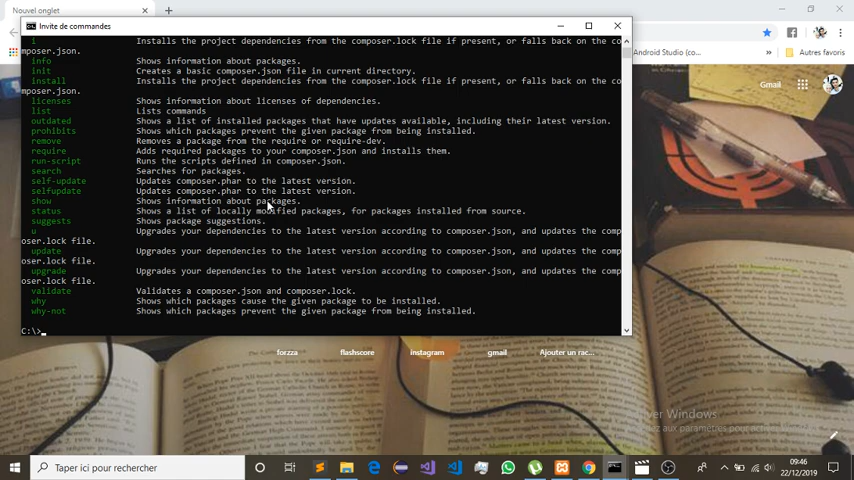 Nouvel onglet
Invite de commandes
i Installs the project dependencies from the composer.lock file if present, or falls back on the co
mposer.json.
info Shows information about packages.
init Creates a basic composer.json file in current directory.
install Installs the project dependencies from the composer.lock file if present, or falls back on the co
mposer.json.
licenses Shows information about licenses of dependencies.
list Lists commands
outdated Shows a list of installed packages that have updates available, including their latest version.
prohibits Shows which packages prevent the given package from being installed.
remove Removes a package from the require or require-dev.
require Adds required packages to your composer.json and installs them.
run-script Runs the scripts defined in composer.json.
search Searches for packages.
self-update Updates composer.phar to the latest version.
selfupdate Updates composer.phar to the latest version.
show Shows information about packages.
status Shows a list of locally modified packages, for packages installed from source.
suggests Shows package suggestions.
u Upgrades your dependencies to the latest version according to composer.json, and updates the comp
oser.lock file.
update Upgrades your dependencies to the latest version according to composer.json, and updates the comp
oser.lock file.
upgrade Upgrades your dependencies to the latest version according to composer.json, and updates the comp
oser.lock file.
validate Validates a composer.json and composer.lock.
why Shows which packages cause the given package to be installed.
why-not Shows which packages prevent the given package from being installed.
C:\>
Android Studio (co...
» Autres favoris
Gmail
forzza flashscore instagram gmail Ajouter un rac...
Windows
pour
Taper ici pour rechercher
09:46
22/12/2019